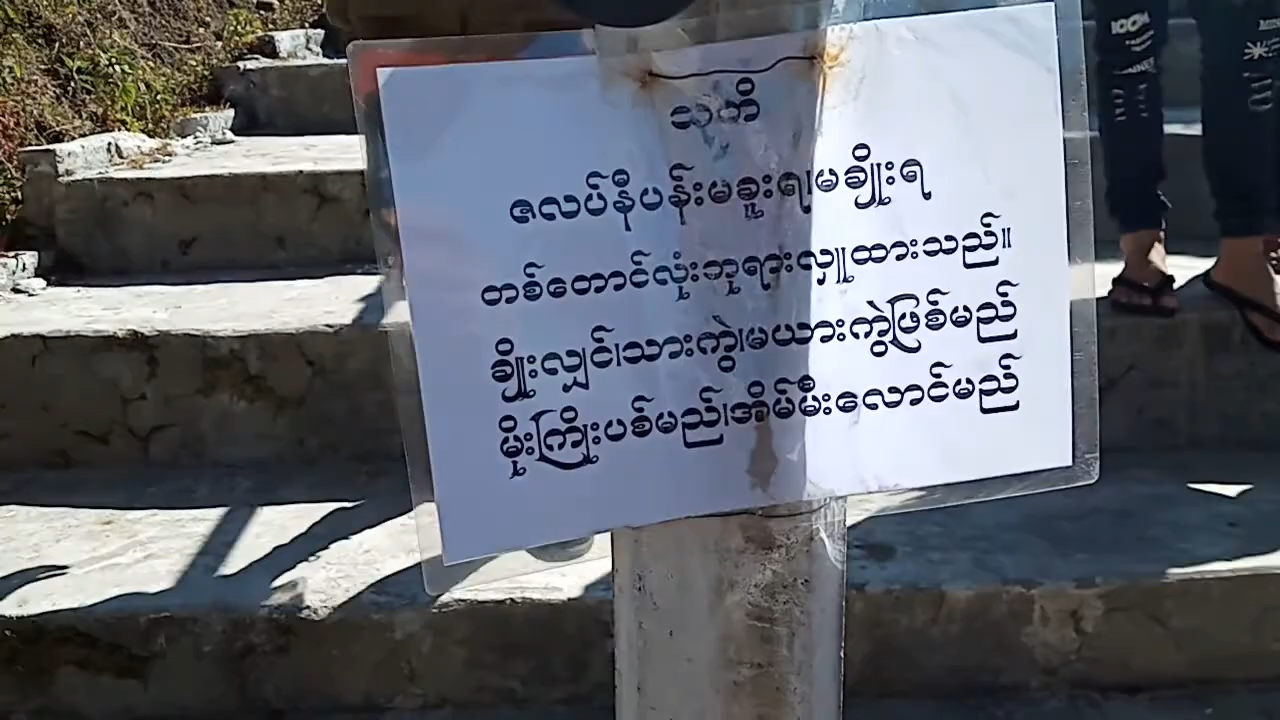 သတိ
ဇလပ်နီပန်းမခူးရ၊မချိုးရ
တစ်တောင်လုံးဘုရားလှူထားသည်။
ချိုးလျှင်၊သားကွဲ၊မယားကွဲဖြစ်မည်
မိုးကြိုးပစ်မည်၊အိမ်မီးလောင်မည်
100%